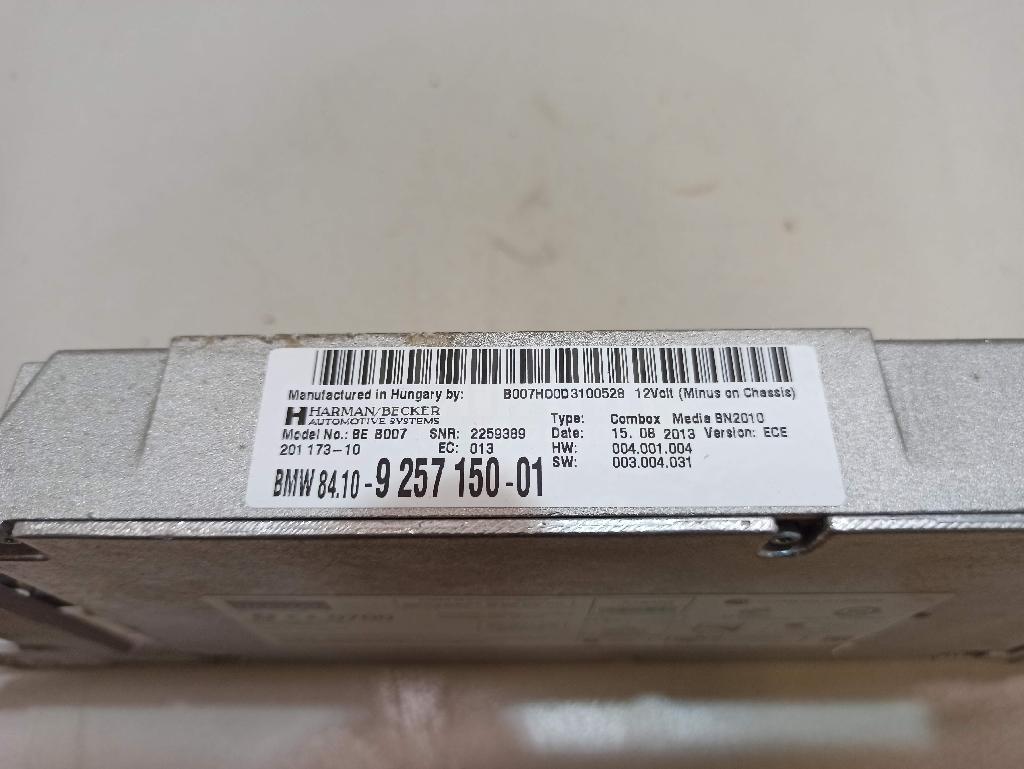 Manufactured in Hungary by: B007HO0D3100528 12Volt (Minus on Chassis)
HARMAN/BECKER
AUTOMOTIVE SYSTEMS
Type: Combox Media BN2010
Model No.: BE B007 SNR: 2259389 Date: 15. 08 2013 Version: ECE
201 173-10 EC: 013 HW: 004.001.004
SW: 003.004.031
BMW 84.10 - 9 257 150 - 01